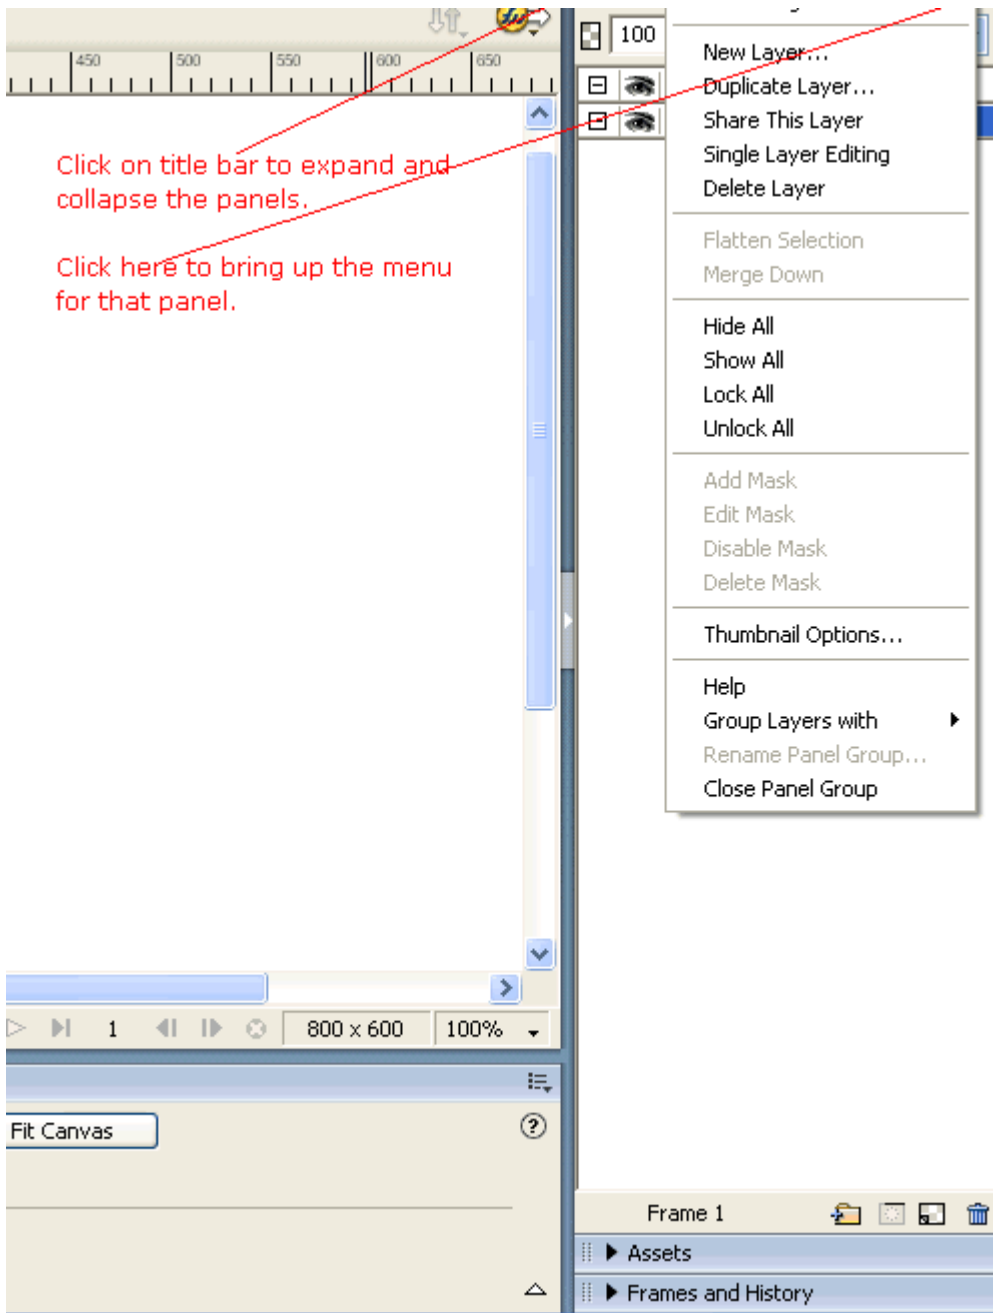 100
450 500 550 600 650
Click on title bar to expand and
collapse the panels.
Click here to bring up the menu
for that panel.
New Layer...
Duplicate Layer...
Share This Layer
Single Layer Editing
Delete Layer
Flatten Selection
Merge Down
Hide All
Show All
Lock All
Unlock All
Add Mask
Edit Mask
Disable Mask
Delete Mask
Thumbnail Options...
Help
Group Layers with
Rename Panel Group...
Close Panel Group
1 800 x 600 100%
Fit Canvas
Frame 1
Assets
Frames and History